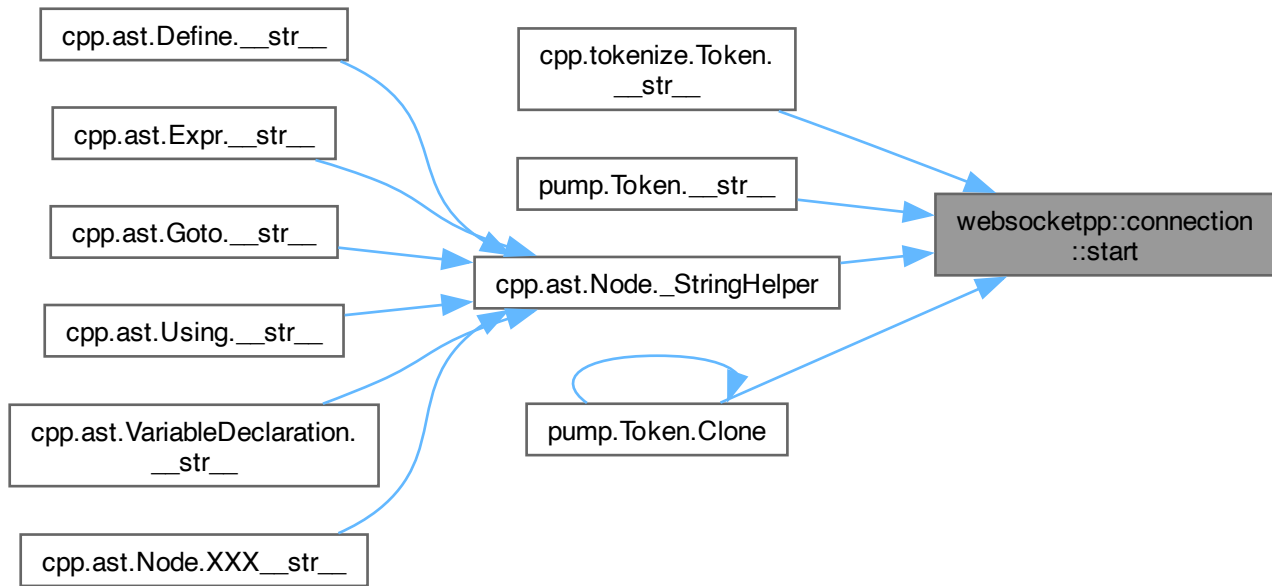 cpp.ast.Define.__str__
cpp.ast.Expr.__str__
cpp.ast.Goto.__str__
cpp.ast.Using.__str__
cpp.ast.VariableDeclaration.
__str__
cpp.ast.Node.XXX__str__
cpp.tokenize.Token.
__str__
pump.Token.__str__
cpp.ast.Node._StringHelper
pump.Token.Clone
websocketpp::connection
::start